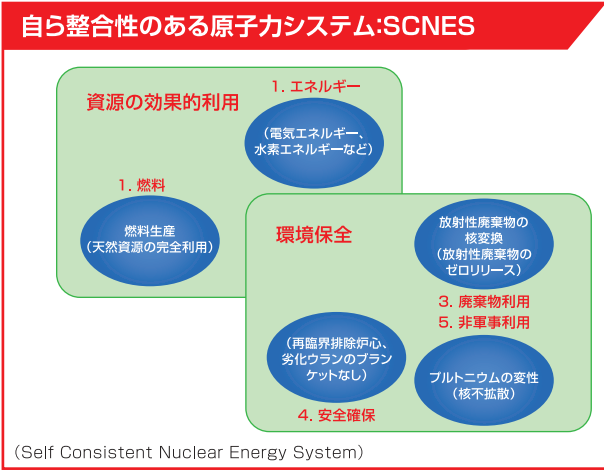 自ら整合性のある原子力システム:SCNES
資源の効果的利用
1. エネルギー
(電気エネルギー、
水素エネルギーなど)
1. 燃料
燃料生産
(天然資源の完全利用)
環境保全
放射性廃棄物の
核変換
(放射性廃棄物の
ゼロリリース)
3. 廃棄物利用
5. 非軍事利用
(再臨界排除炉心、
劣化ウランのブラン
ケットなし)
4. 安全確保
プルトニウムの変性
(核不拡散)
(Self Consistent Nuclear Energy System)